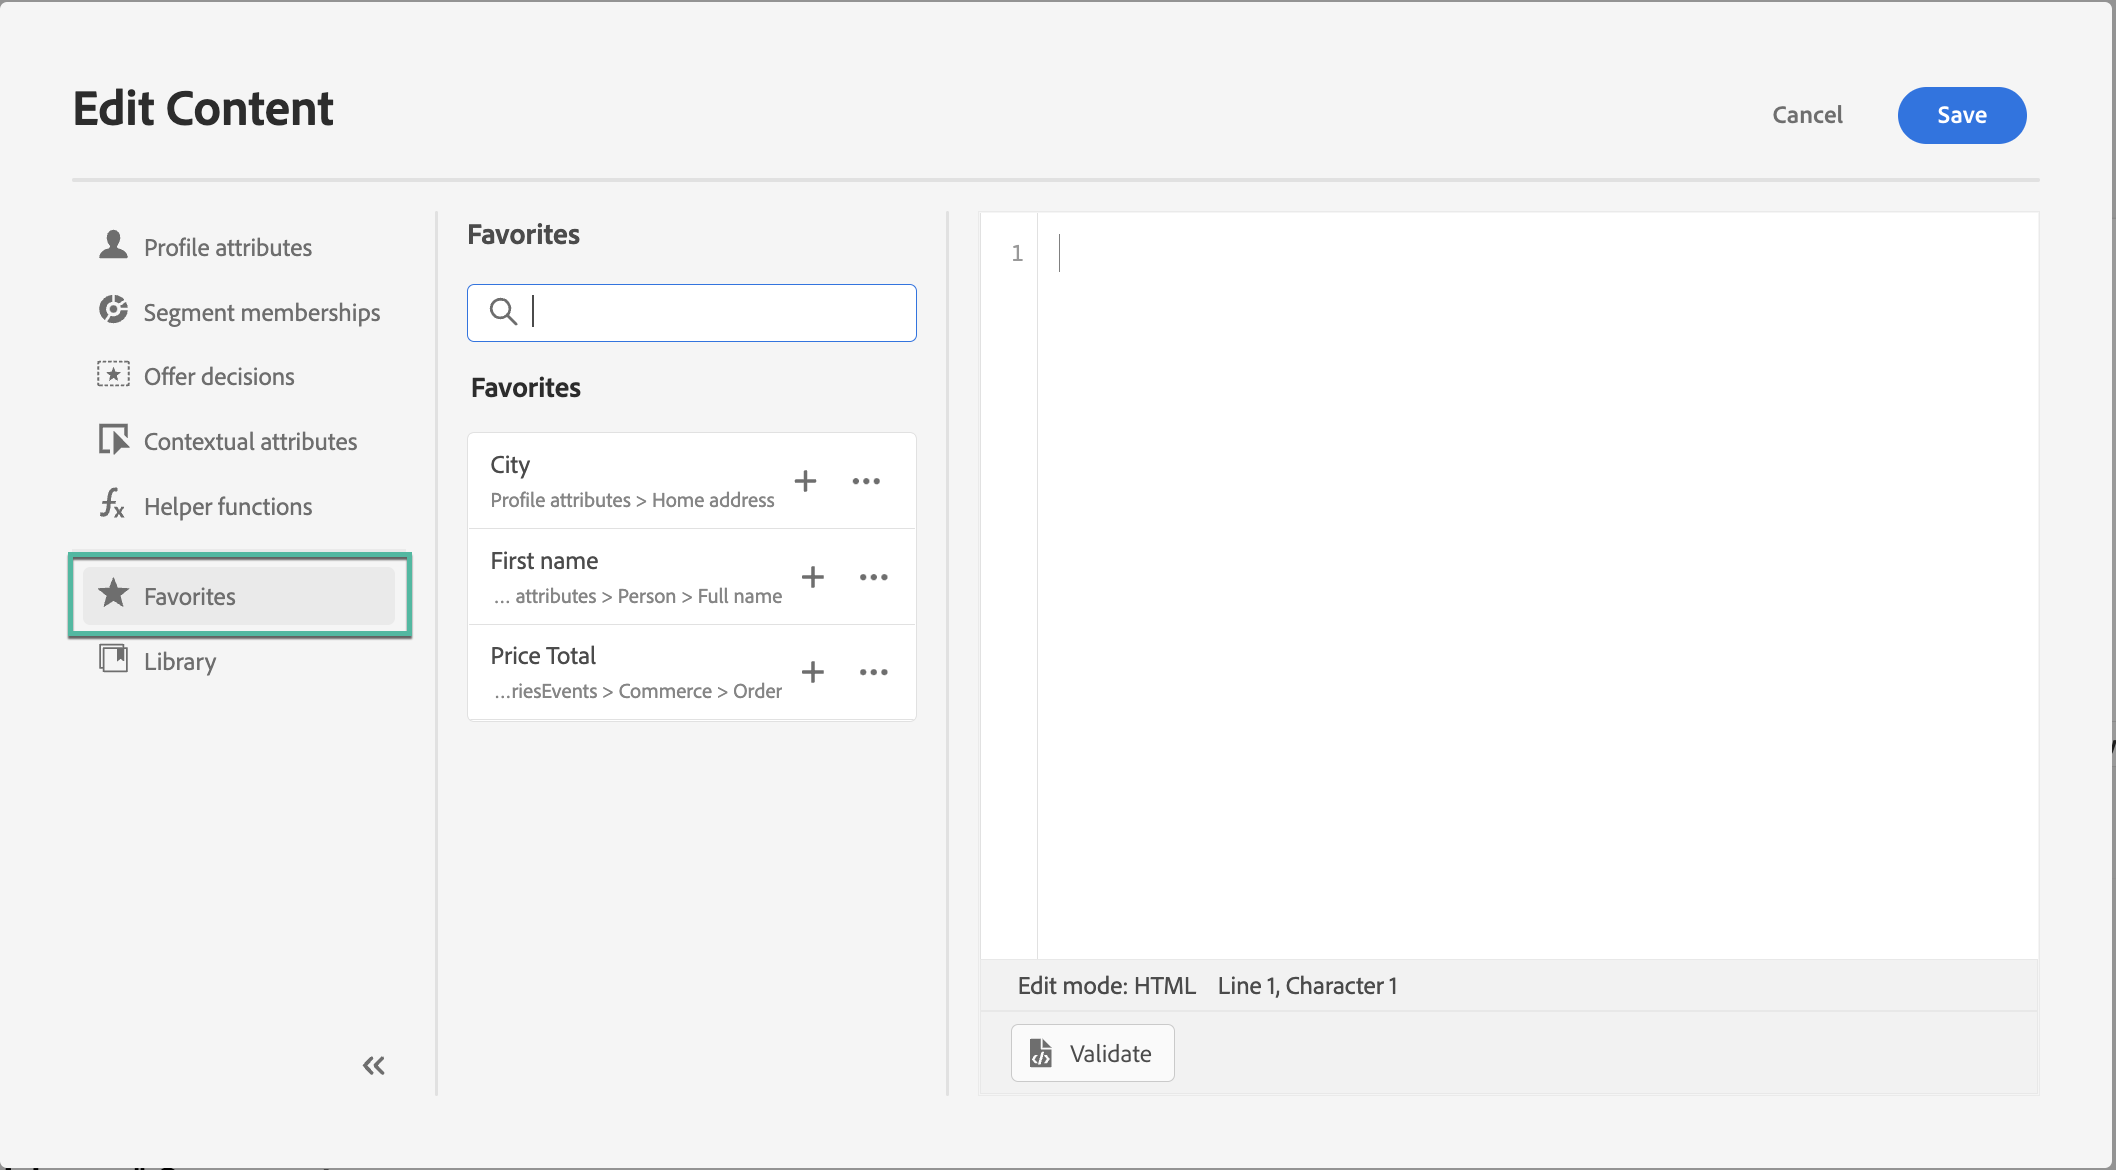 Edit Content
Cancel
Save
Profile attributes
Segment memberships
Offer decisions
Contextual attributes
Helper functions
Favorites
Library
Favorites
Favorites
City
Profile attributes > Home address
First name
... attributes > Person > Full name
Price Total
...riesEvents > Commerce > Order
1
Edit mode: HTML Line 1, Character 1
Validate